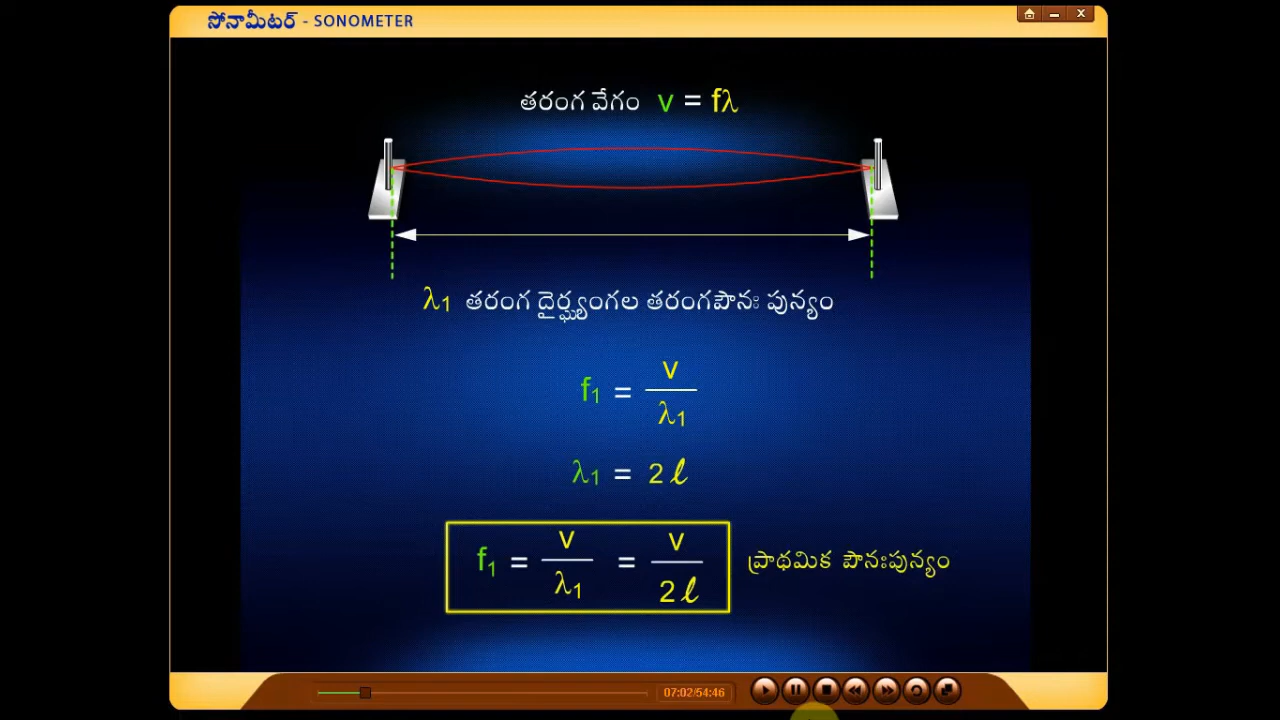 సోనామీటర్ - SONOMETER
తరంగ వేగం v = fλ
λ1 తరంగ దైర్ఘ్యంగల తరంగపౌనః పున్యం
f1 = v / λ1
λ1 = 2 ℓ
f1 = v / λ1 = v / 2 ℓ ప్రాథమిక పౌనఃపున్యం
07:02/54:46